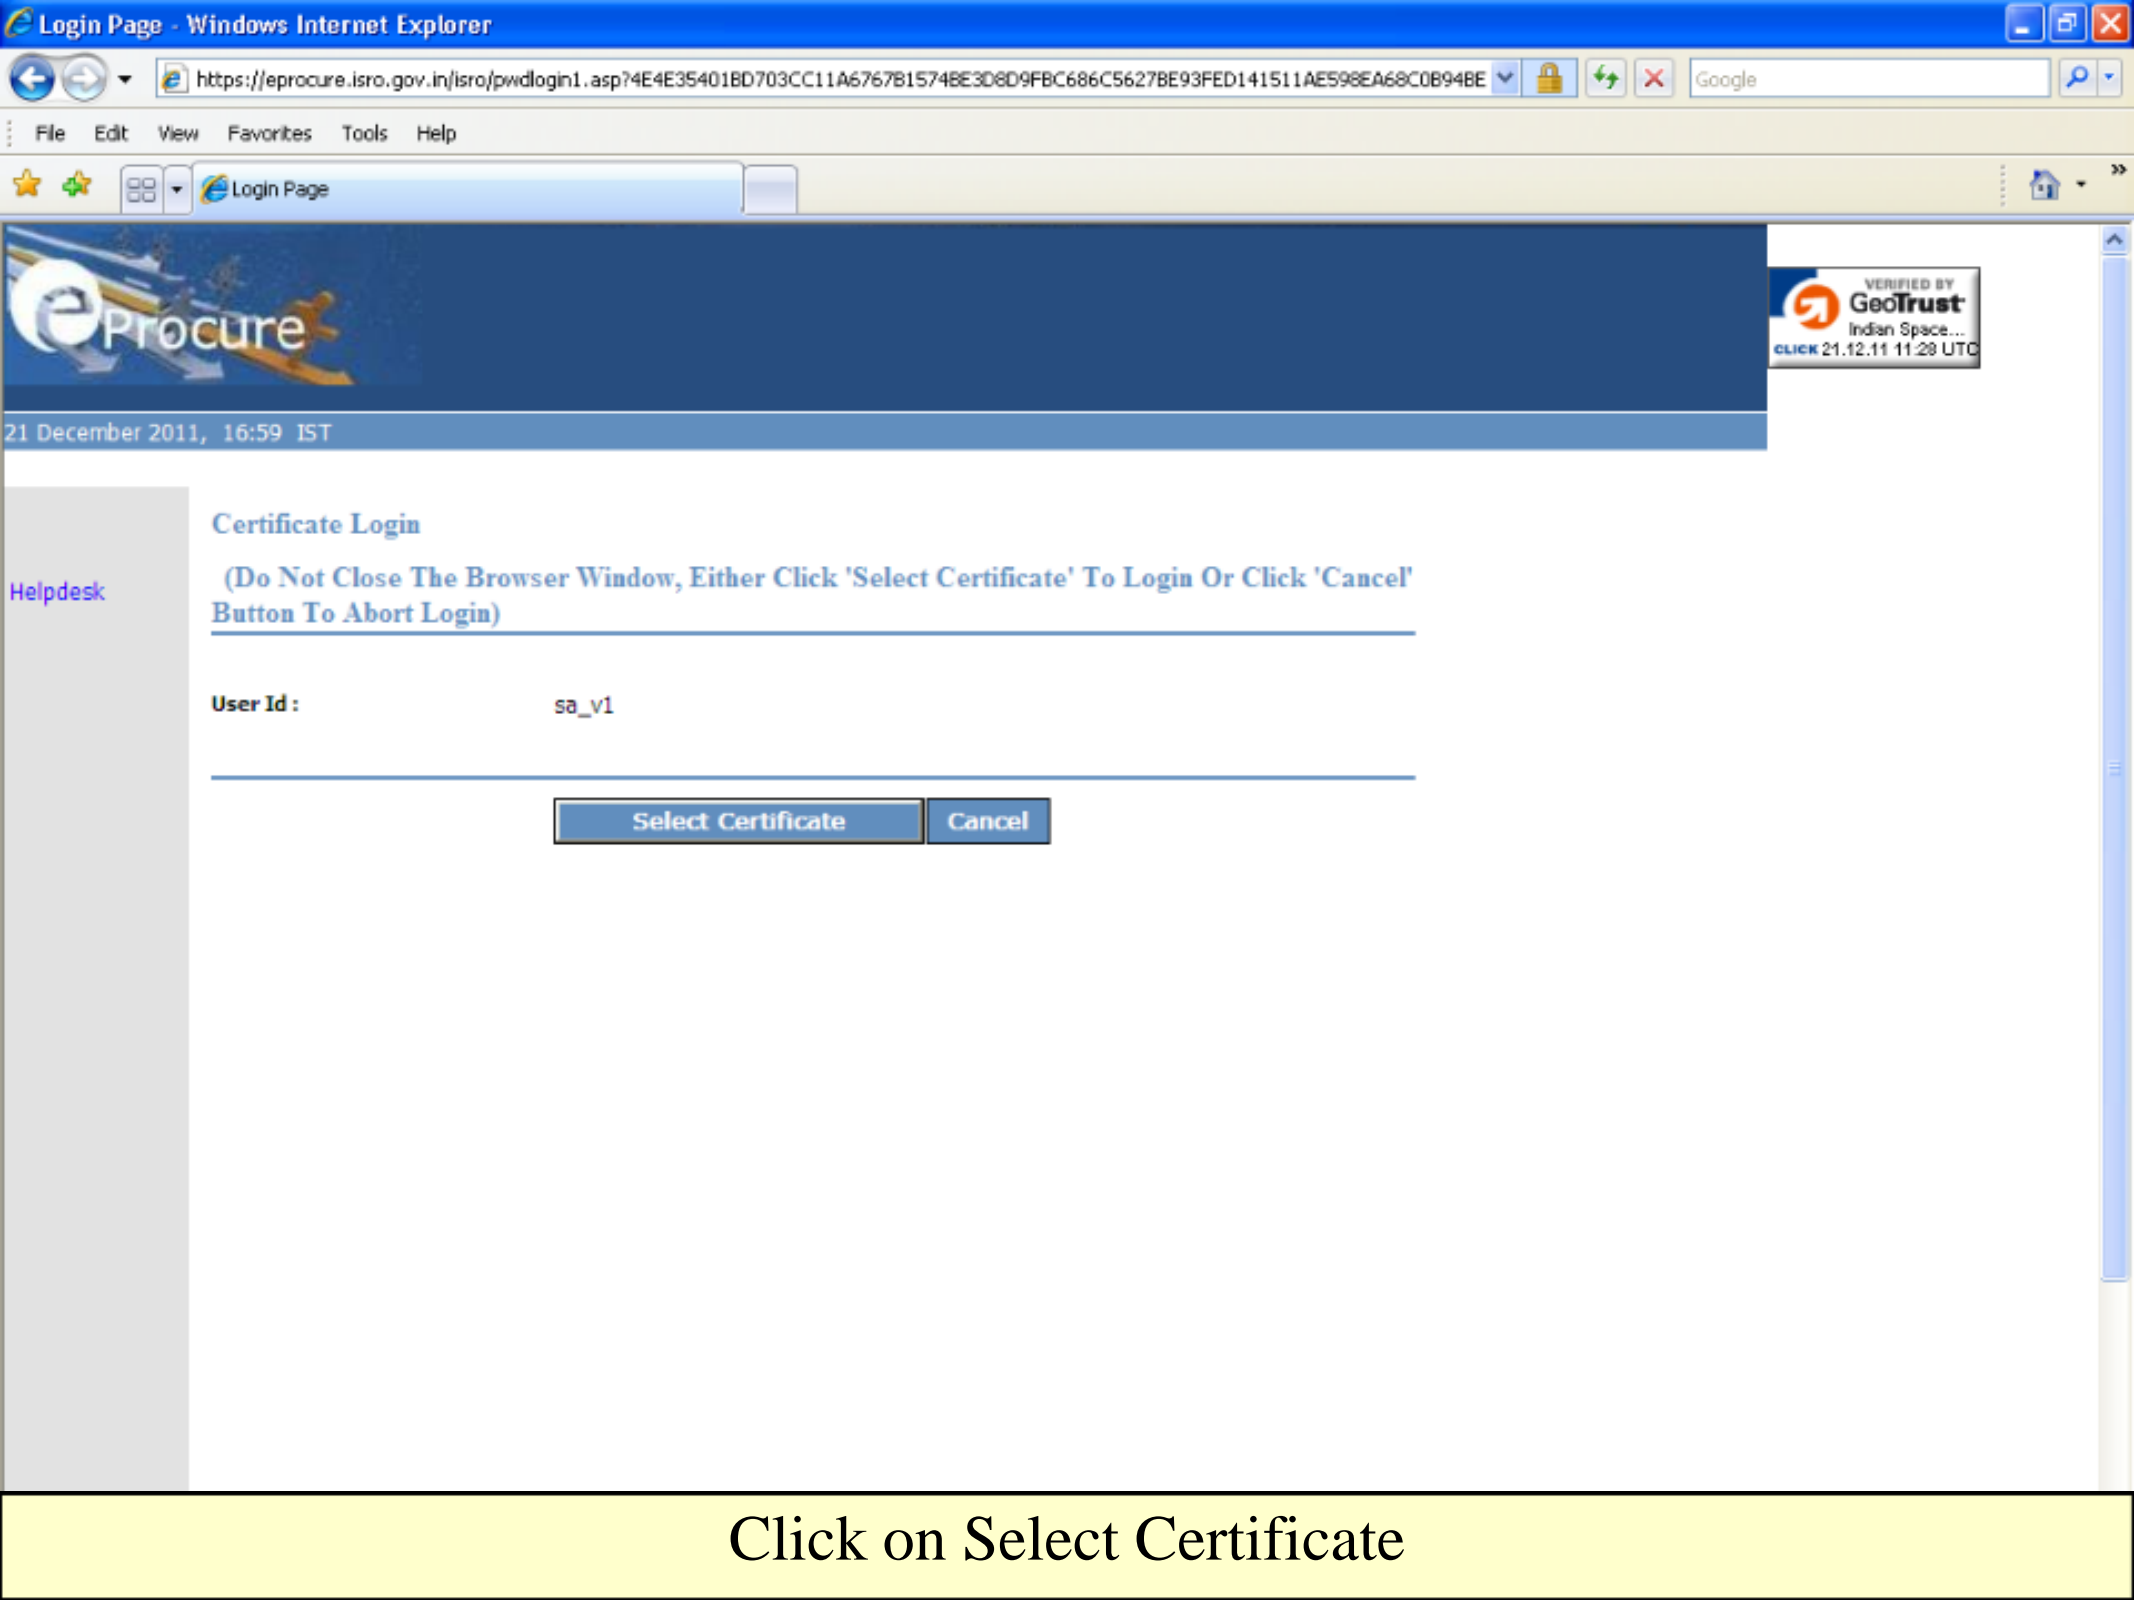 Login Page - Windows Internet Explorer
https://eprocure.isro.gov.in/isro/pwdlogin1.asp?4E4E35401BD703CC11A6767B1574BE3D8D9FBC686C5627BE93FED141511AE598EA68C0B94BE
Google
File Edit View Favorites Tools Help
Login Page
eProcure
VERIFIED BY
GeoTrust
Indian Space...
CLICK 21.12.11 11:28 UTC
21 December 2011, 16:59 IST
Certificate Login
(Do Not Close The Browser Window, Either Click 'Select Certificate' To Login Or Click 'Cancel'
Button To Abort Login)
Helpdesk
User Id : sa_v1
Select Certificate Cancel
Click on Select Certificate